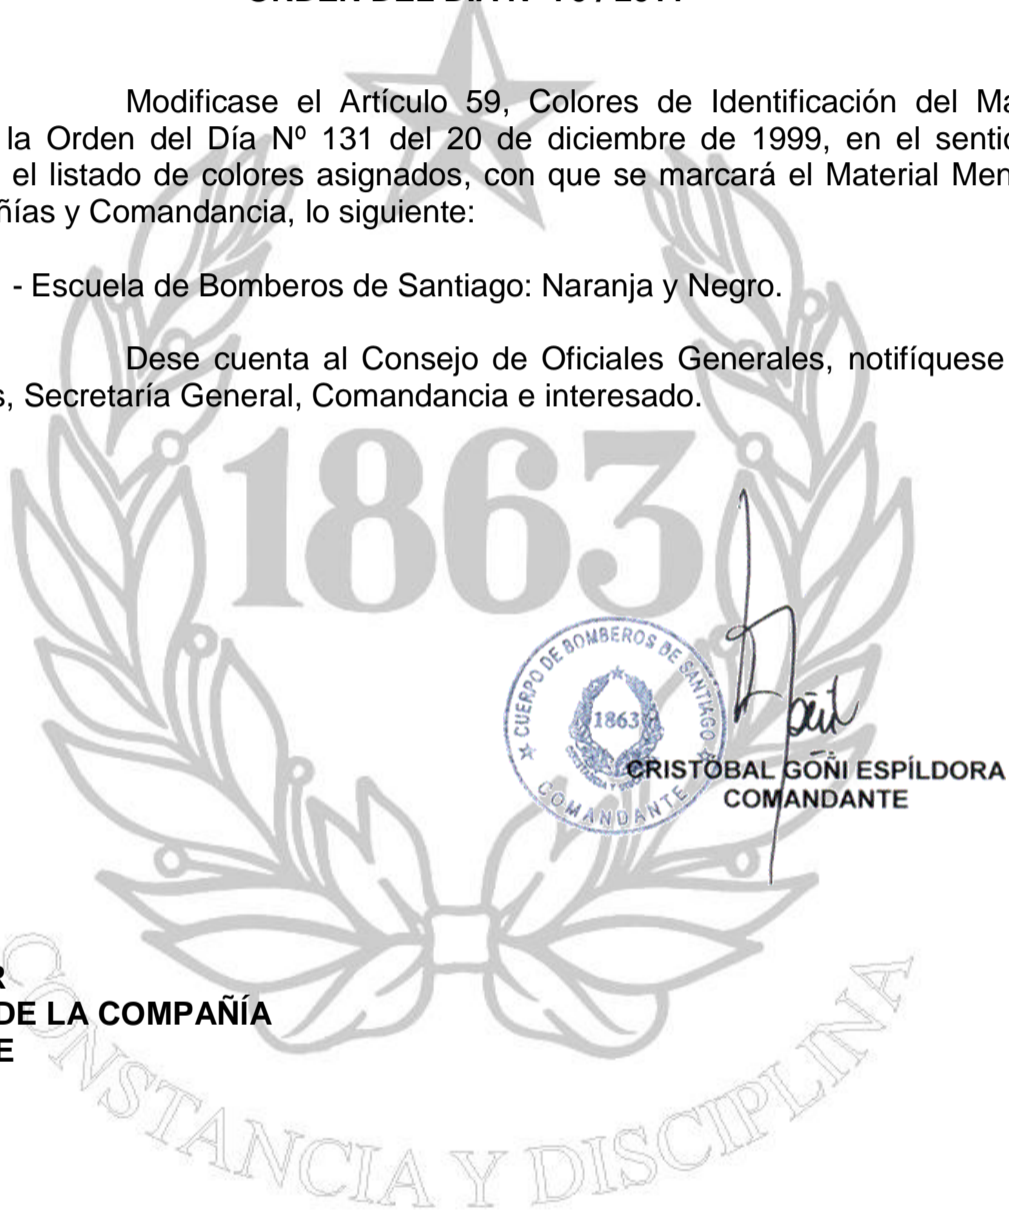 Modificase el Artículo 59, Colores de Identificación del Ma
la Orden del Día Nº 131 del 20 de diciembre de 1999, en el sentid
el listado de colores asignados, con que se marcará el Material Men
ñías y Comandancia, lo siguiente:
- Escuela de Bomberos de Santiago: Naranja y Negro.
Dese cuenta al Consejo de Oficiales Generales, notifíquese
s, Secretaría General, Comandancia e interesado.
1863
CUERPO DE BOMBEROS DE SANTIAGO
1863
COMANDANTE
CRISTOBAL GOÑI ESPÍLDORA
COMANDANTE
R
DE LA COMPAÑÍA
E
CONSTANCIA Y DISCIPLINA